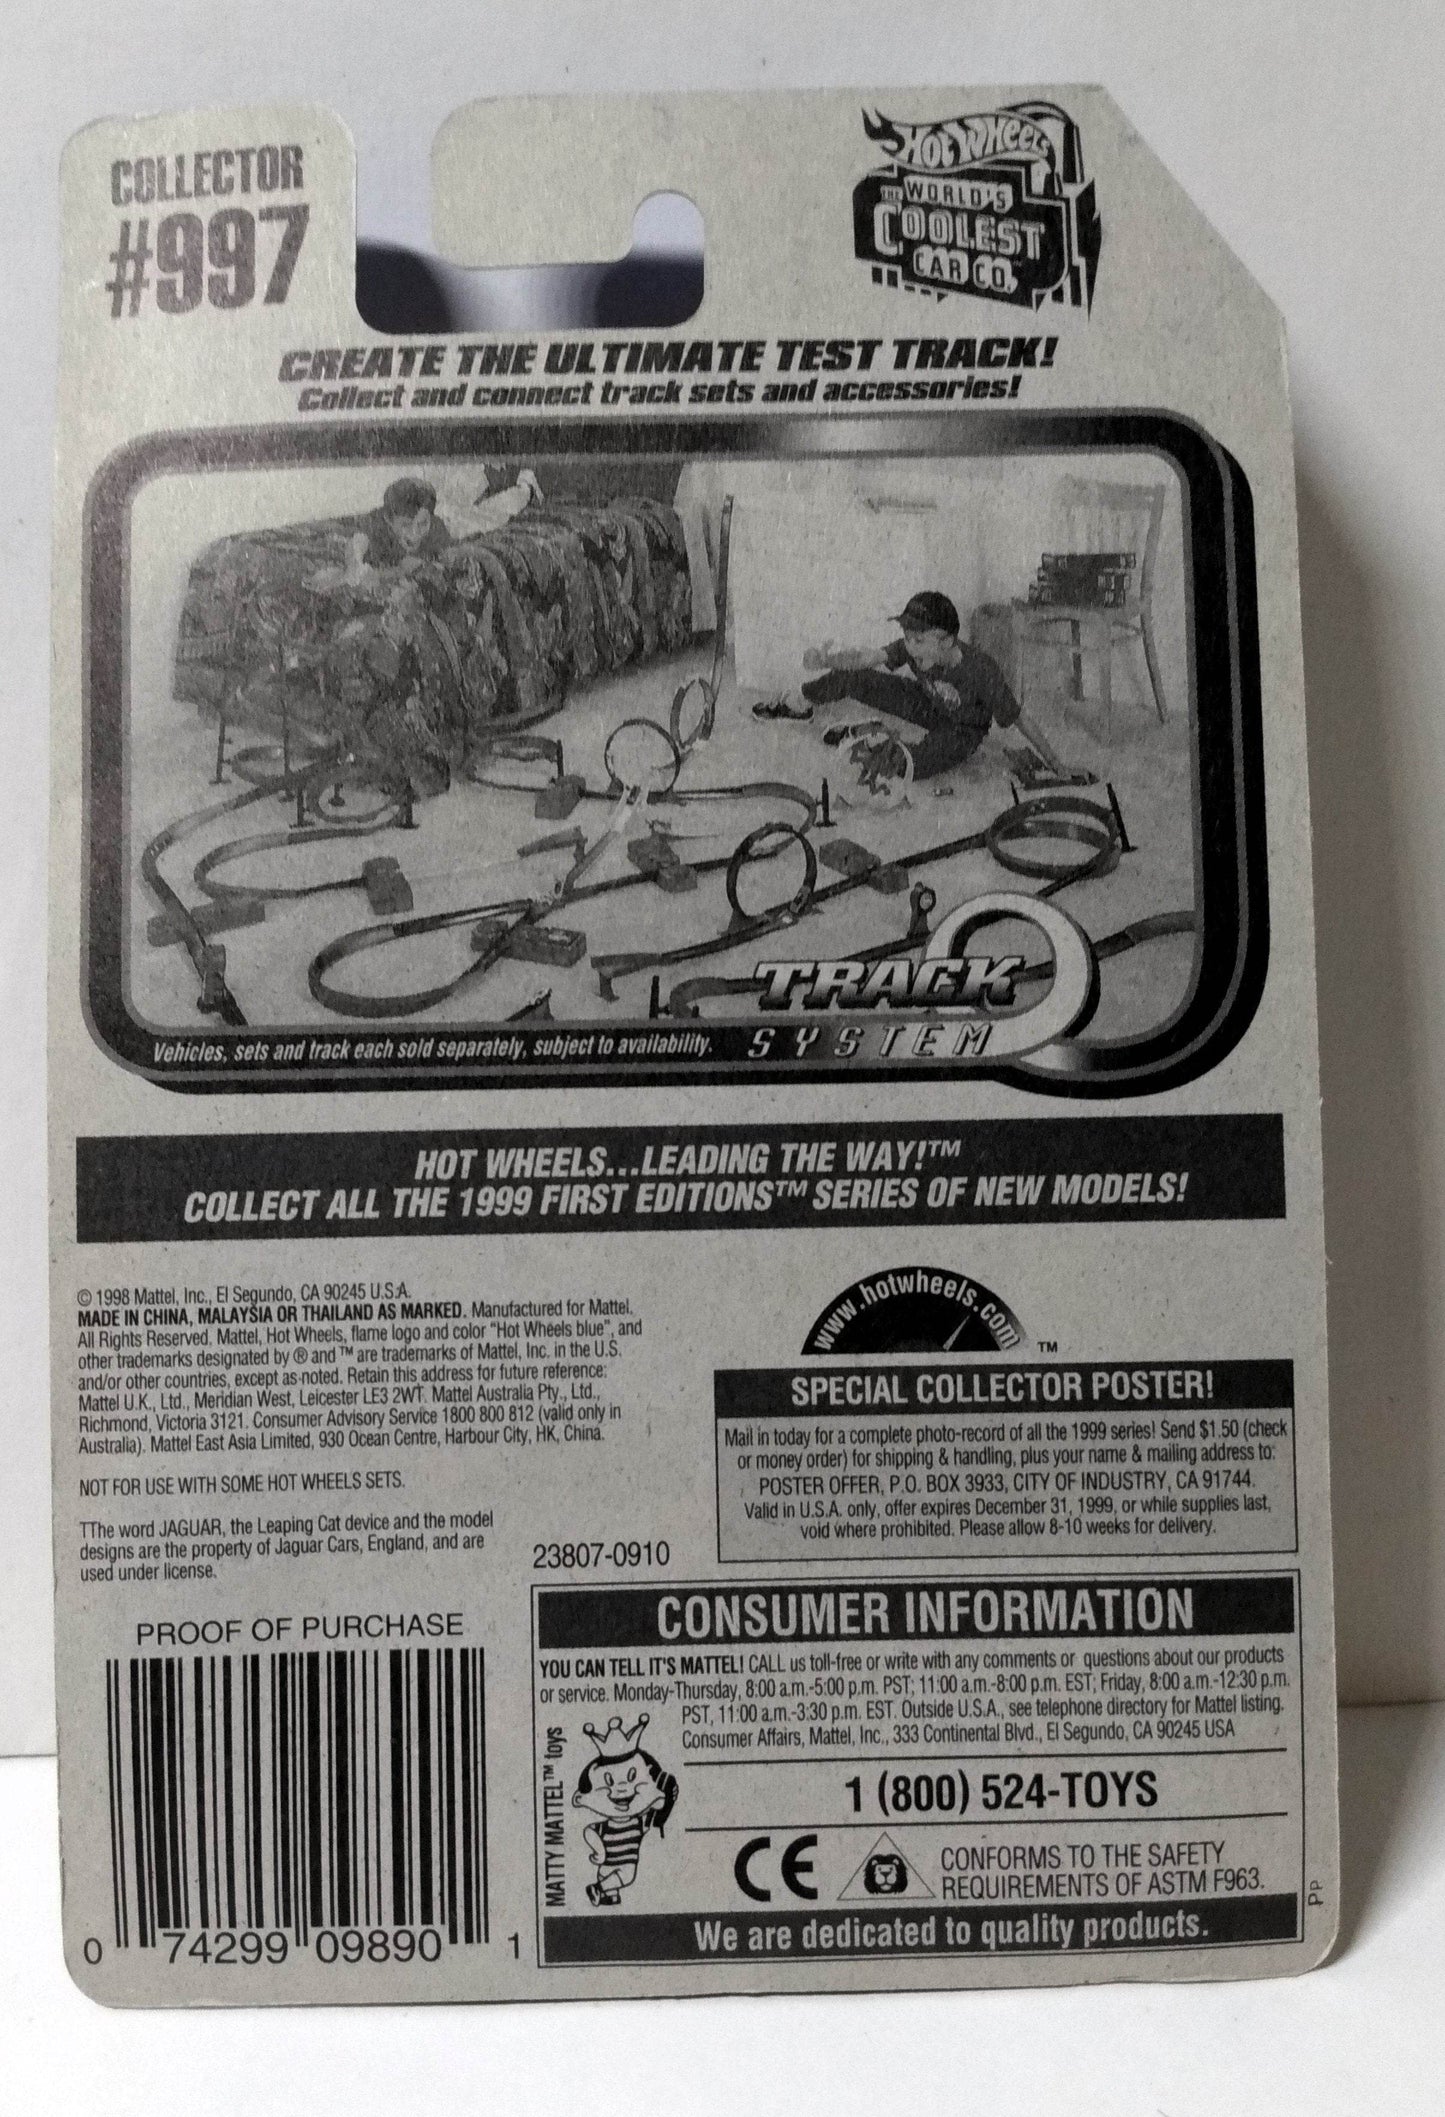 COLLECTOR
#997
HOT WHEELS
THE WORLD'S
COOLEST
CAR CO.
CREATE THE ULTIMATE TEST TRACK!
Collect and connect track sets and accessories!
TRACK
SYSTEM
Vehicles, sets and track each sold separately, subject to availability.
HOT WHEELS...LEADING THE WAY!™
COLLECT ALL THE 1999 FIRST EDITIONS™ SERIES OF NEW MODELS!
© 1998 Mattel, Inc., El Segundo, CA 90245 U.S.A.
MADE IN CHINA, MALAYSIA OR THAILAND AS MARKED. Manufactured for Mattel.
All Rights Reserved. Mattel, Hot Wheels, flame logo and color "Hot Wheels blue", and
other trademarks designated by ® and ™ are trademarks of Mattel, Inc. in the U.S.
and/or other countries, except as noted. Retain this address for future reference:
Mattel U.K., Ltd., Meridian West, Leicester LE3 2WT. Mattel Australia Pty., Ltd.,
Richmond, Victoria 3121. Consumer Advisory Service 1800 800 812 (valid only in
Australia). Mattel East Asia Limited, 930 Ocean Centre, Harbour City, HK, China.
NOT FOR USE WITH SOME HOT WHEELS SETS.
TThe word JAGUAR, the Leaping Cat device and the model
designs are the property of Jaguar Cars, England, and are
used under license.
23807-0910
www.hotwheels.com
™
SPECIAL COLLECTOR POSTER!
Mail in today for a complete photo-record of all the 1999 series! Send $1.50 (check
or money order) for shipping & handling, plus your name & mailing address to:
POSTER OFFER, P.O. BOX 3933, CITY OF INDUSTRY, CA 91744.
Valid in U.S.A. only, offer expires December 31, 1999, or while supplies last,
void where prohibited. Please allow 8-10 weeks for delivery.
PROOF OF PURCHASE
0 74299 09890 1
CONSUMER INFORMATION
YOU CAN TELL IT'S MATTEL! CALL us toll-free or write with any comments or questions about our products
or service. Monday-Thursday, 8:00 a.m.-5:00 p.m. PST; 11:00 a.m.-8:00 p.m. EST; Friday, 8:00 a.m.-12:30 p.m.
PST, 11:00 a.m.-3:30 p.m. EST. Outside U.S.A., see telephone directory for Mattel listing.
Consumer Affairs, Mattel, Inc., 333 Continental Blvd., El Segundo, CA 90245 USA
MATTY MATTEL™ toys
1 (800) 524-TOYS
CE
CONFORMS TO THE SAFETY
REQUIREMENTS OF ASTM F963.
We are dedicated to quality products.
PP